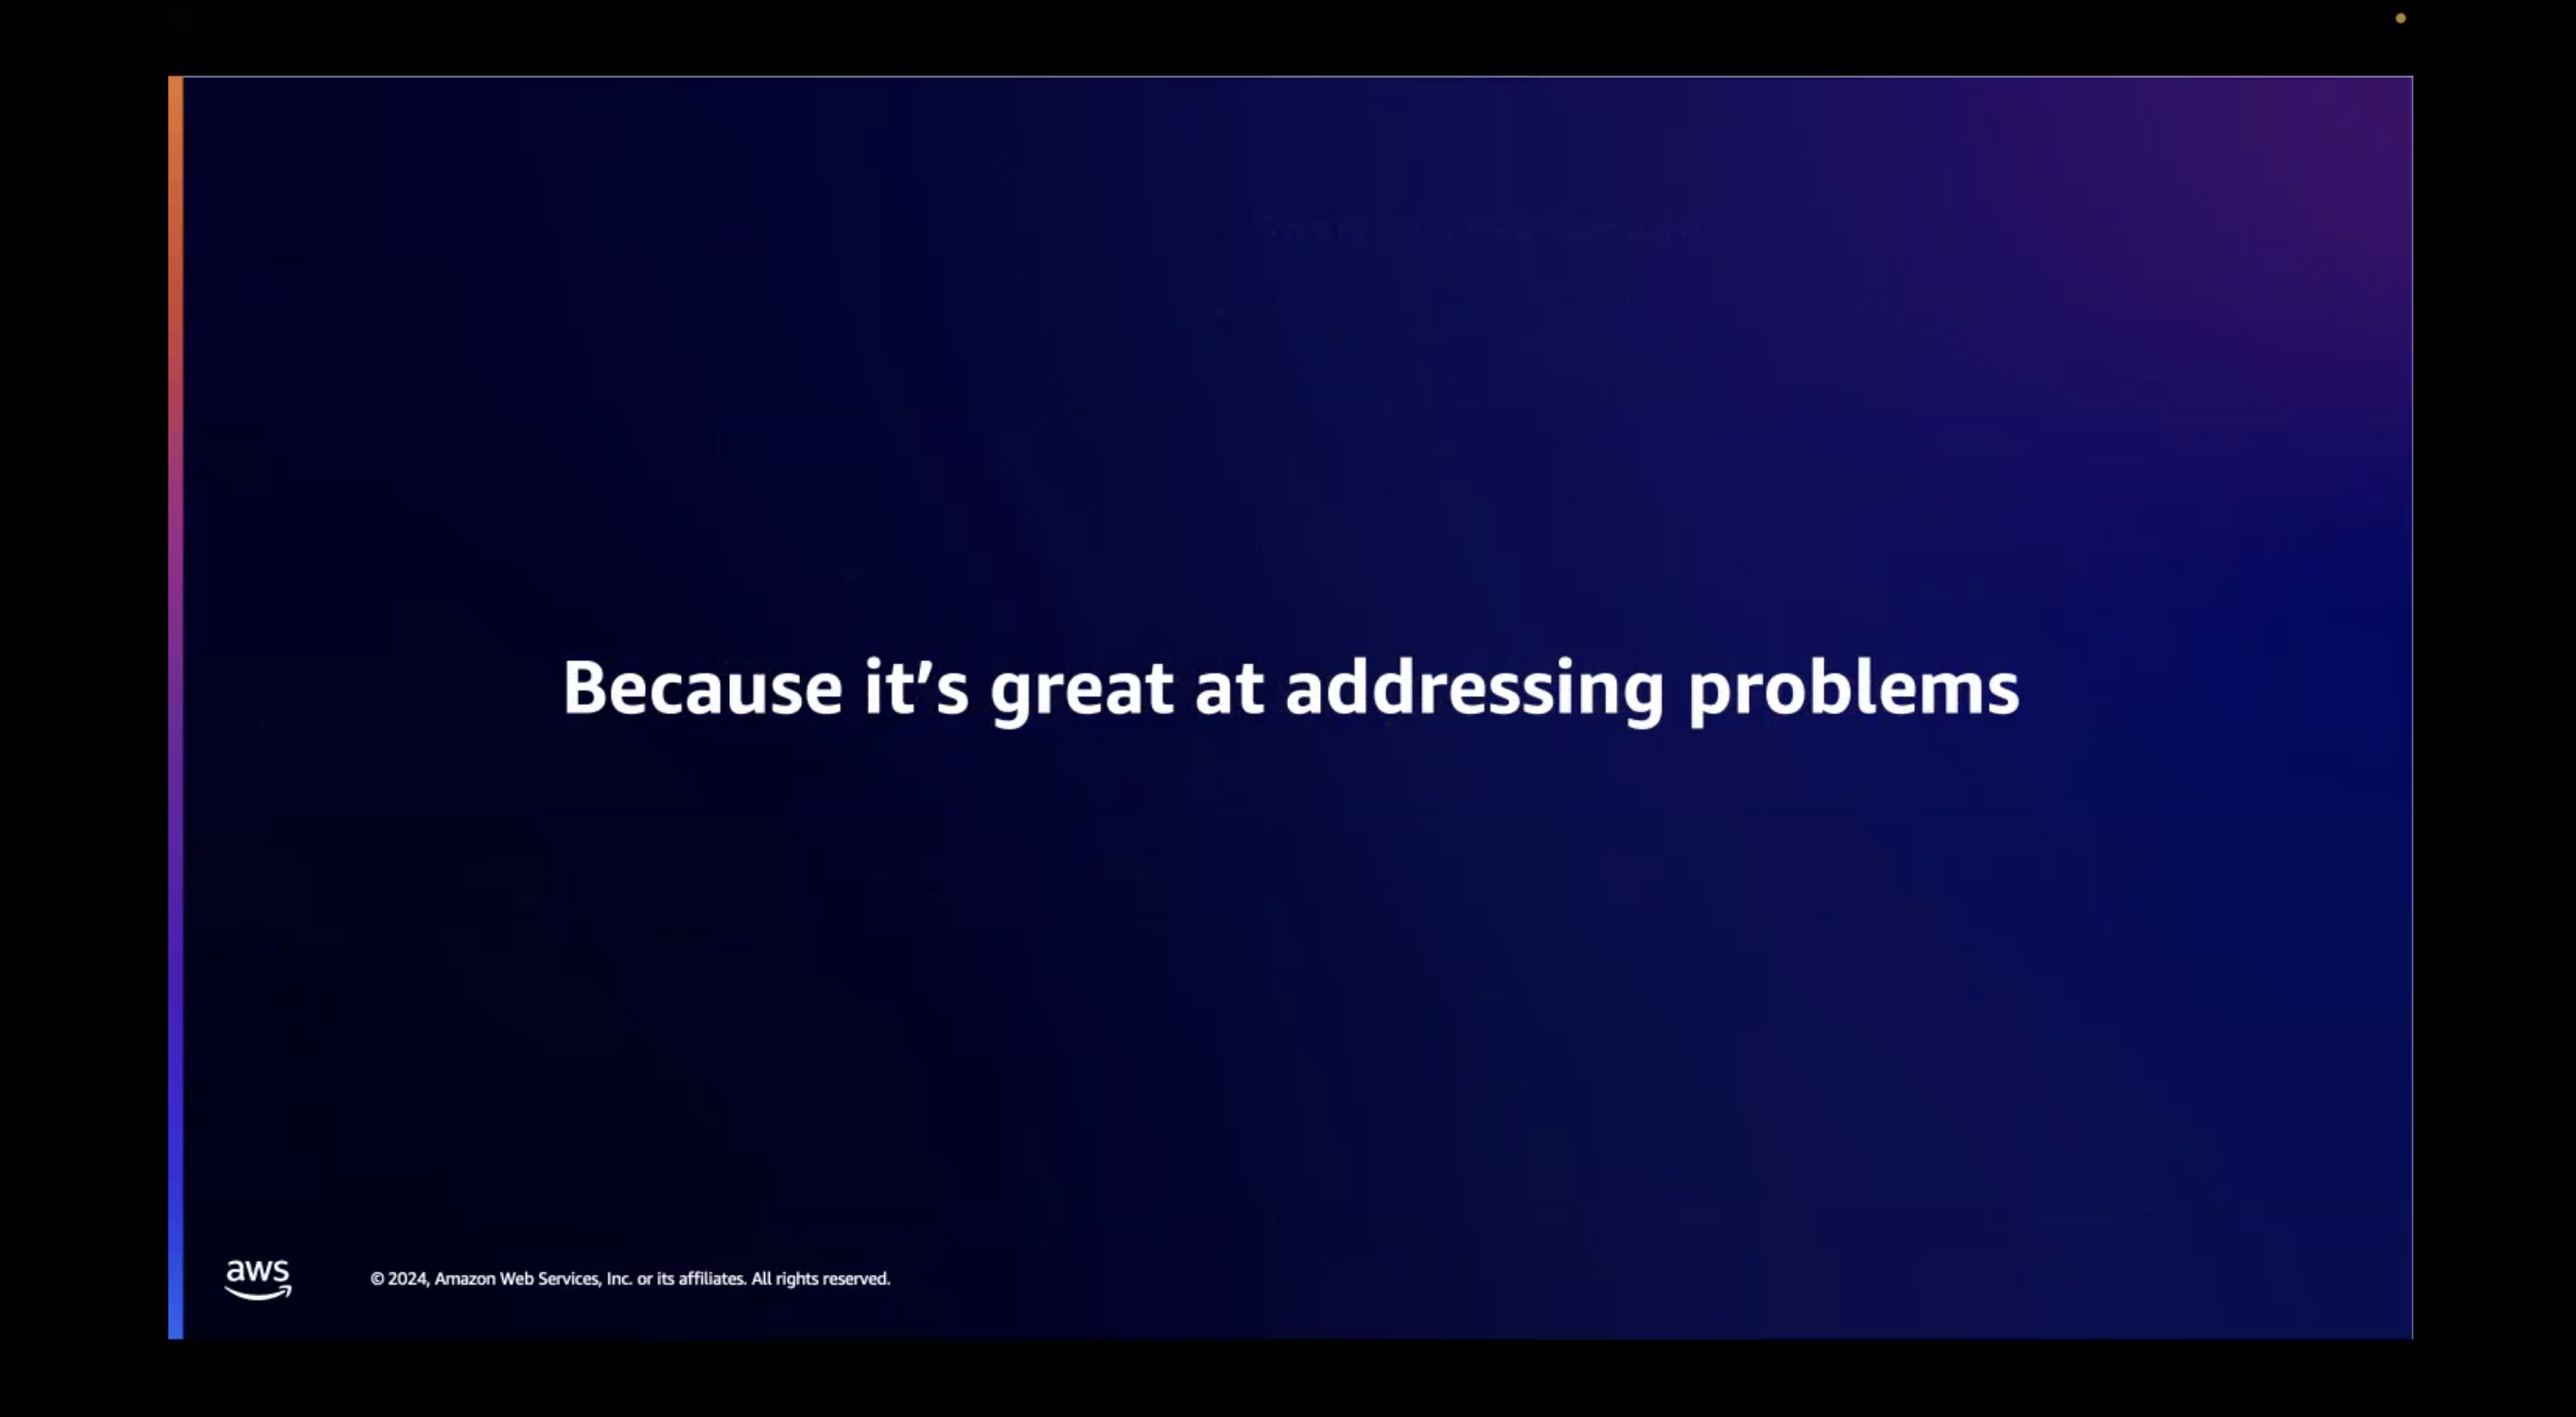 Because it’s great at addressing problems
aws
© 2024, Amazon Web Services, Inc. or its affiliates. All rights reserved.